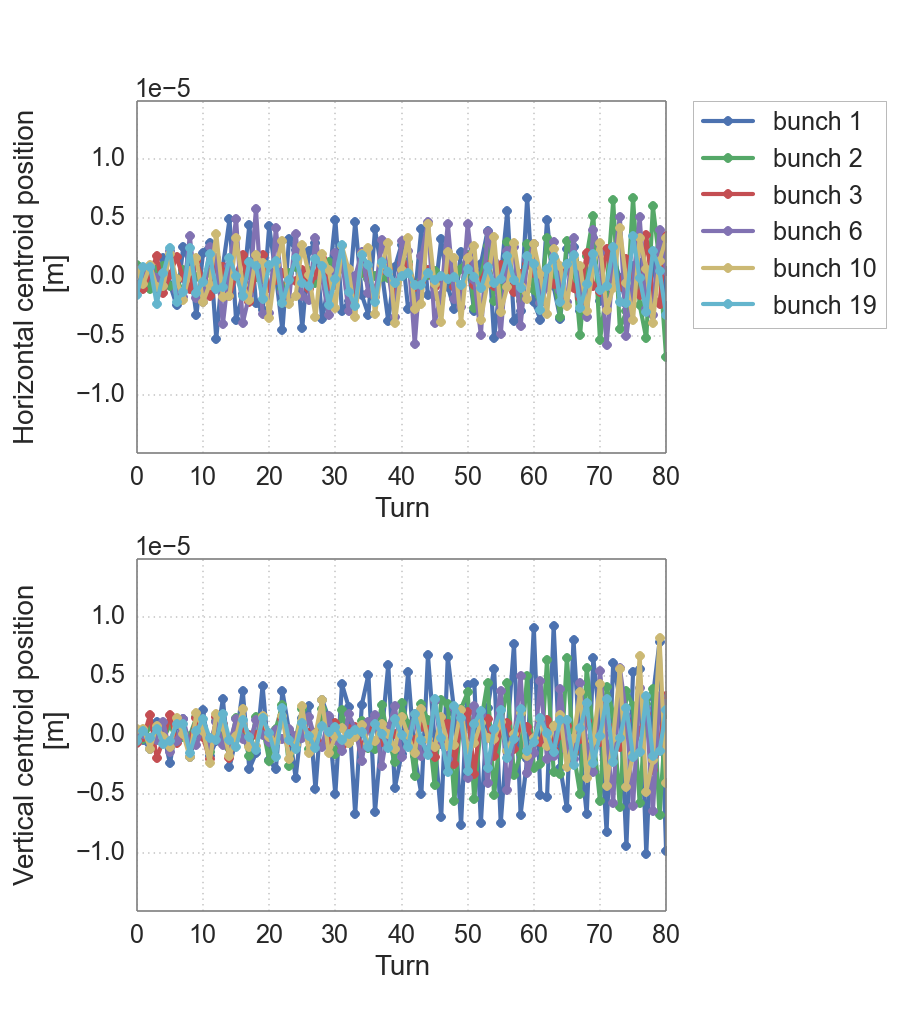 1e−5
Horizontal centroid position
[m]
1.0
0.5
0.0
−0.5
−1.0
0 10 20 30 40 50 60 70 80
Turn
bunch 1
bunch 2
bunch 3
bunch 6
bunch 10
bunch 19
1e−5
Vertical centroid position
[m]
1.0
0.5
0.0
−0.5
−1.0
0 10 20 30 40 50 60 70 80
Turn